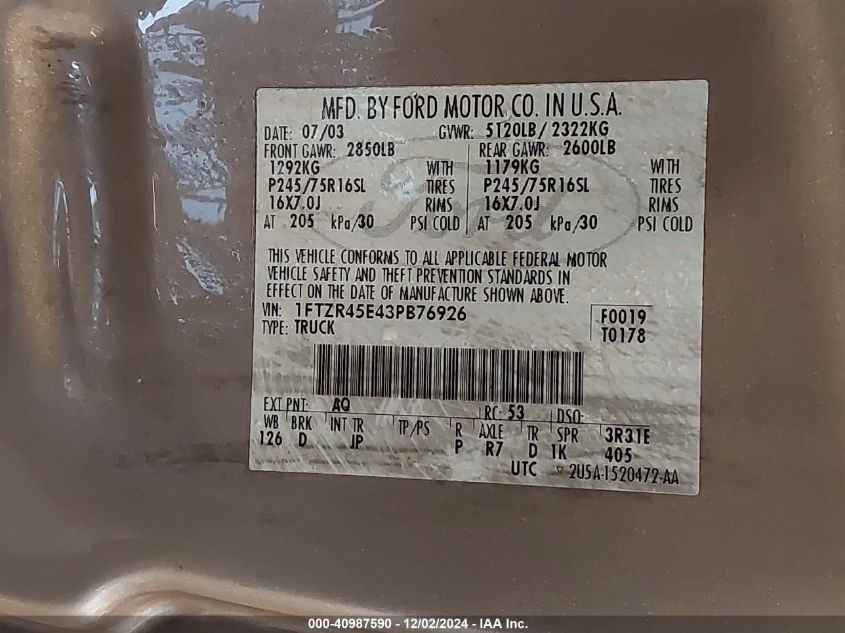 MFD. BY FORD MOTOR CO. IN U.S.A.
DATE: 07/03 GVWR: 5120LB/ 2322KG
FRONT GAWR: 2850LB REAR GAWR: 2600LB
1292KG WITH 1179KG WITH
P245/75R16SL TIRES P245/75R16SL TIRES
16X7.0J RIMS 16X7.0J RIMS
AT 205 kPa/30 PSI COLD AT 205 kPa/30 PSI COLD
Ford
THIS VEHICLE CONFORMS TO ALL APPLICABLE FEDERAL MOTOR
VEHICLE SAFETY AND THEFT PREVENTION STANDARDS IN
EFFECT ON THE DATE OF MANUFACTURE SHOWN ABOVE.
VIN: 1FTZR45E43PB76926 F0019
TYPE: TRUCK T0178
EXT PNT: AQ RC: 53 DSO:
WB BRK INT TR TP/PS R AXLE TR SPR 3R31E
126 D JP P R7 D 1K 405
UTC ▽ 2U5A-1520472-AA
000-40987590 - 12/02/2024 - IAA Inc.